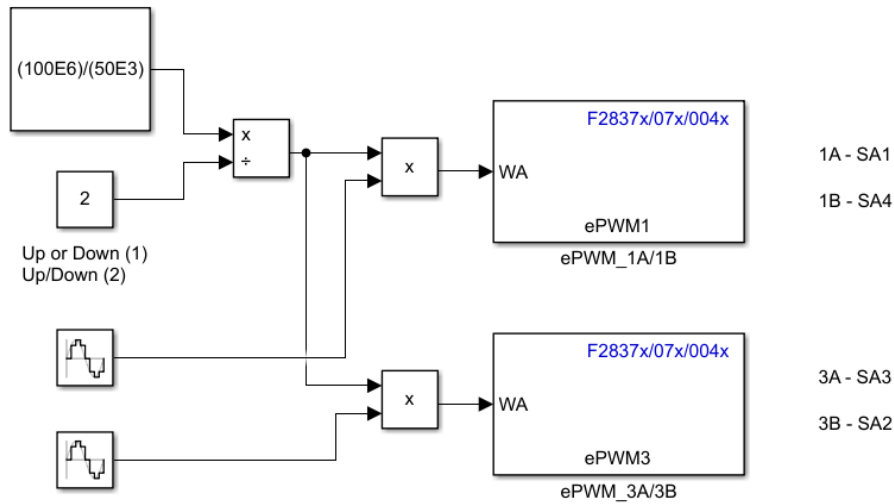 (100E6)/(50E3)
x
÷
2
Up or Down (1)
Up/Down (2)
x
WA
F2837x/07x/004x
ePWM1
ePWM_1A/1B
1A - SA1
1B - SA4
x
WA
F2837x/07x/004x
ePWM3
ePWM_3A/3B
3A - SA3
3B - SA2